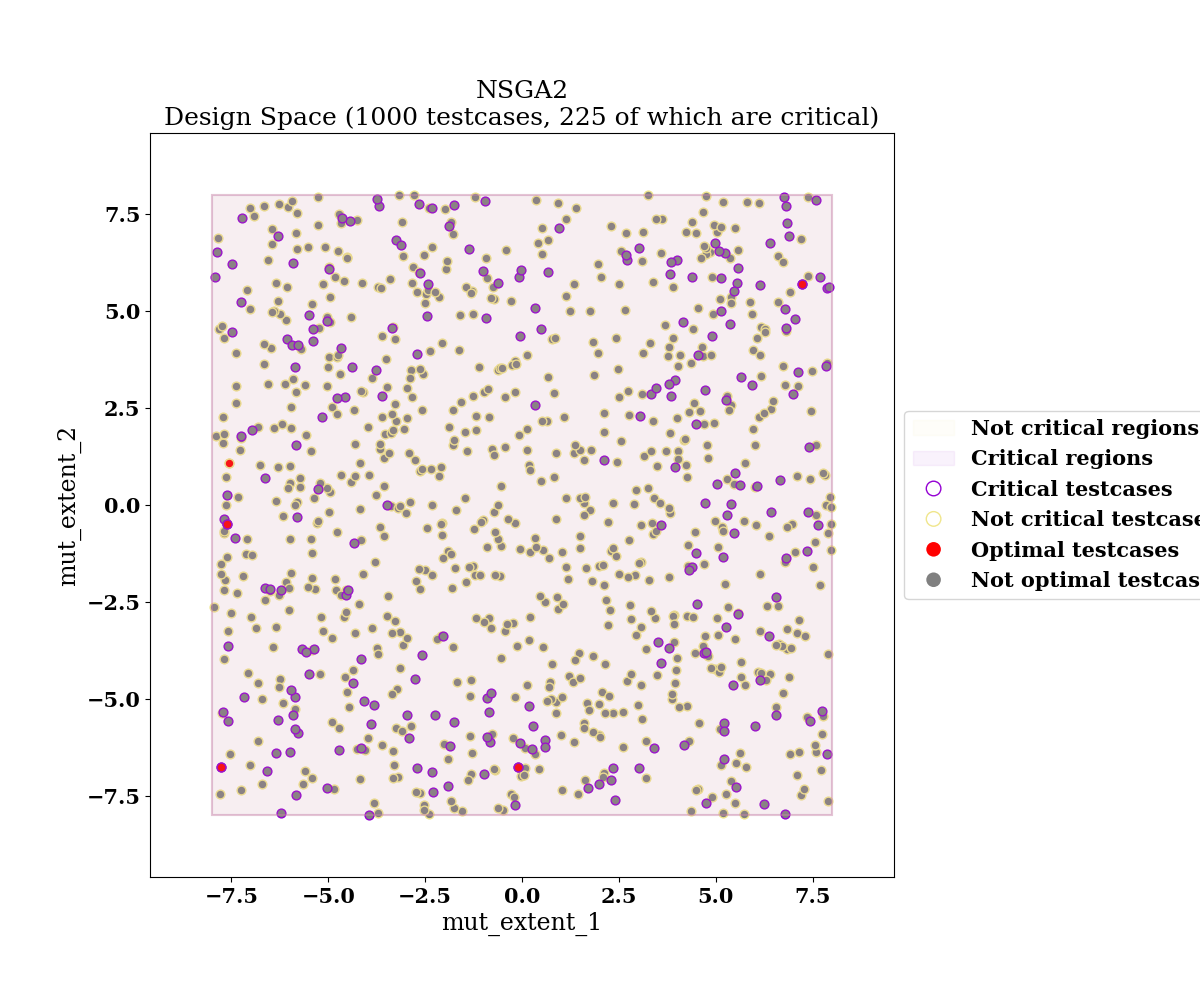 NSGA2
Design Space (1000 testcases, 225 of which are critical)
7.5
5.0
2.5
0.0
−2.5
−5.0
−7.5
mut_extent_2
−7.5 −5.0 −2.5 0.0 2.5 5.0 7.5
mut_extent_1
Not critical regions
Critical regions
Critical testcases
Not critical testcase
Optimal testcases
Not optimal testcas